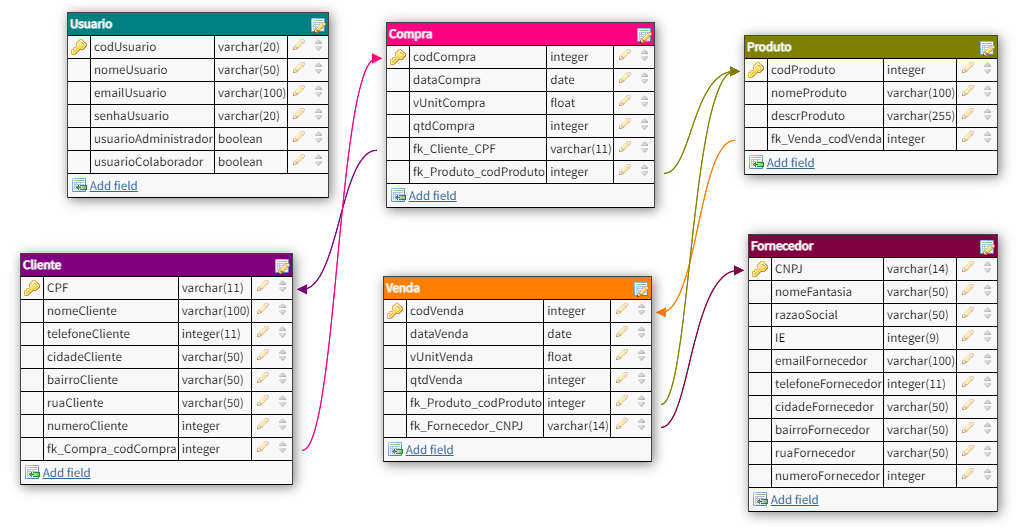 Usuario
codUsuario varchar(20)
nomeUsuario varchar(50)
emailUsuario varchar(100)
senhaUsuario varchar(20)
usuarioAdministrador boolean
usuarioColaborador boolean
Add field
Compra
codCompra integer
dataCompra date
vUnitCompra float
qtdCompra integer
fk_Cliente_CPF varchar(11)
fk_Produto_codProduto integer
Add field
Produto
codProduto integer
nomeProduto varchar(100)
descrProduto varchar(255)
fk_Venda_codVenda integer
Add field
Cliente
CPF varchar(11)
nomeCliente varchar(100)
telefoneCliente integer(11)
cidadeCliente varchar(50)
bairroCliente varchar(50)
ruaCliente varchar(50)
numeroCliente integer
fk_Compra_codCompra integer
Add field
Venda
codVenda integer
dataVenda date
vUnitVenda float
qtdVenda integer
fk_Produto_codProduto integer
fk_Fornecedor_CNPJ varchar(14)
Add field
Fornecedor
CNPJ varchar(14)
nomeFantasia varchar(50)
razaoSocial varchar(50)
IE integer(9)
emailFornecedor varchar(100)
telefoneFornecedor integer(11)
cidadeFornecedor varchar(50)
bairroFornecedor varchar(50)
ruaFornecedor varchar(50)
numeroFornecedor integer
Add field